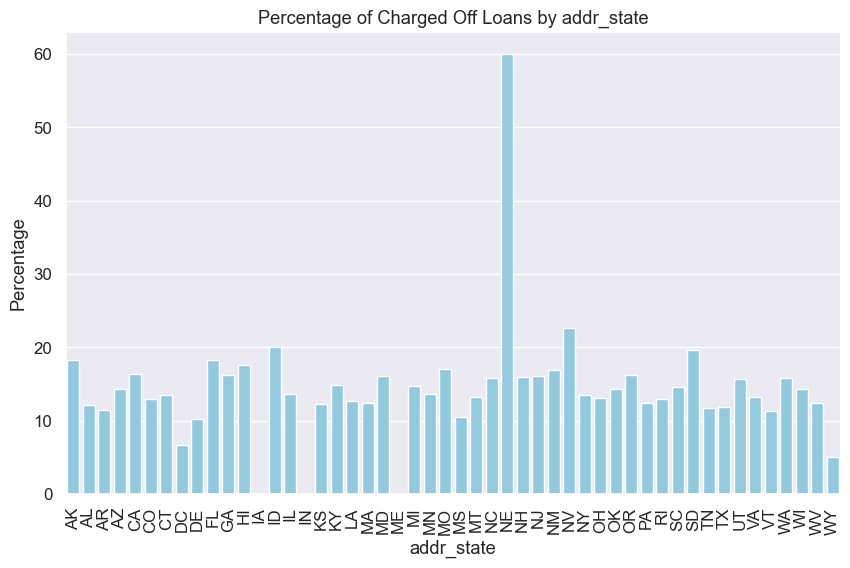 Percentage of Charged Off Loans by addr_state
Percentage
60
50
40
30
20
10
0
AK
AL
AR
AZ
CA
CO
CT
DC
DE
FL
GA
HI
IA
ID
IL
IN
KS
KY
LA
MA
MD
ME
MI
MN
MO
MS
MT
NC
NE
NH
NJ
NM
NV
NY
OH
OK
OR
PA
RI
SC
SD
TN
TX
UT
VA
VT
WA
WI
WV
WY
addr_state